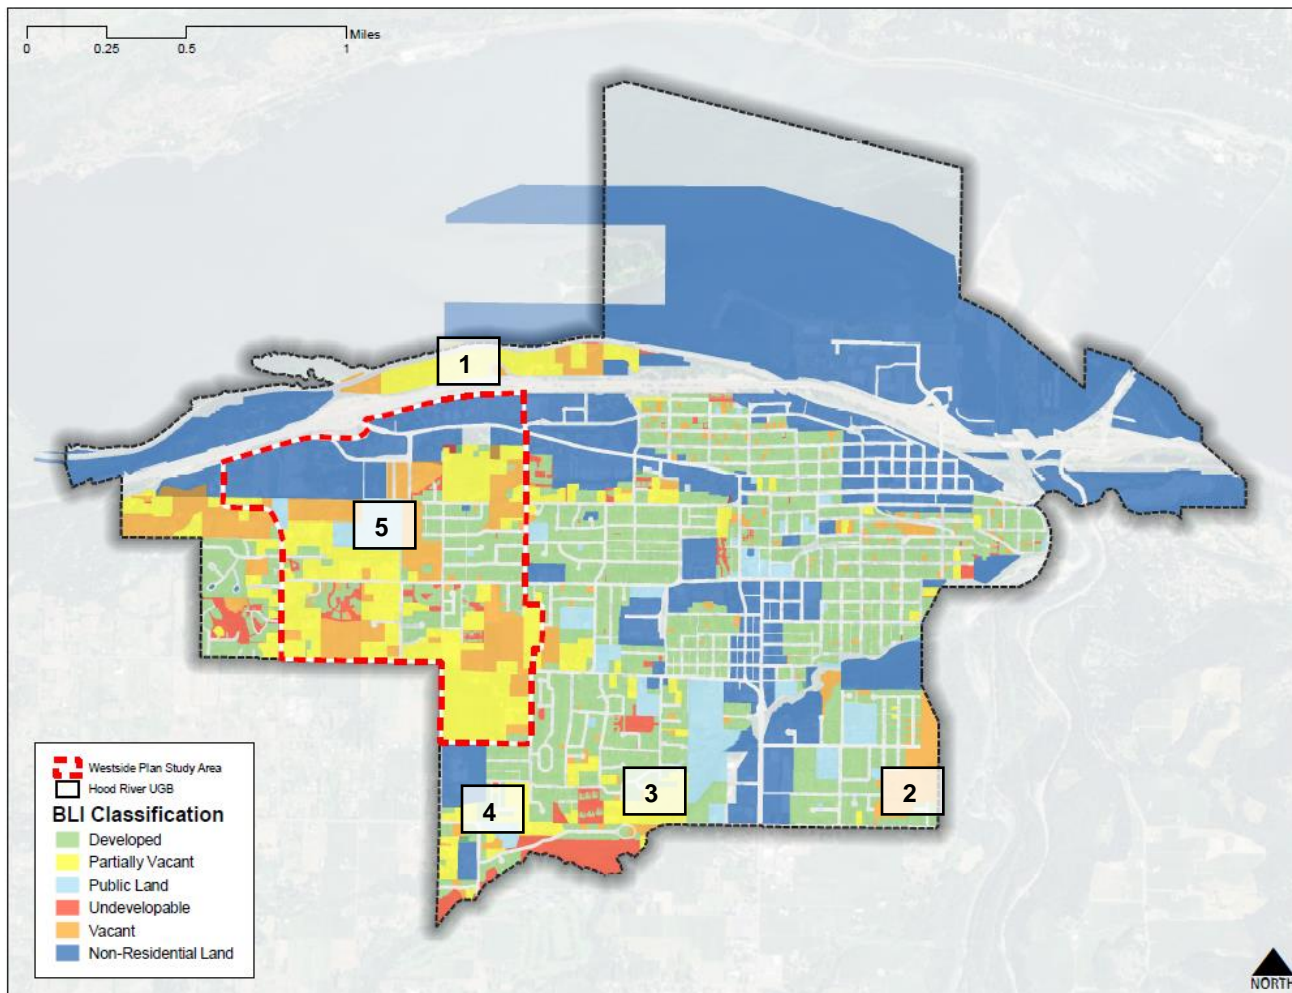 Miles
0 0.25 0.5 1
1
5
2
3
4
Westside Plan Study Area
Hood River UGB
BLI Classification
Developed
Partially Vacant
Public Land
Undevelopable
Vacant
Non-Residential Land
NORTH